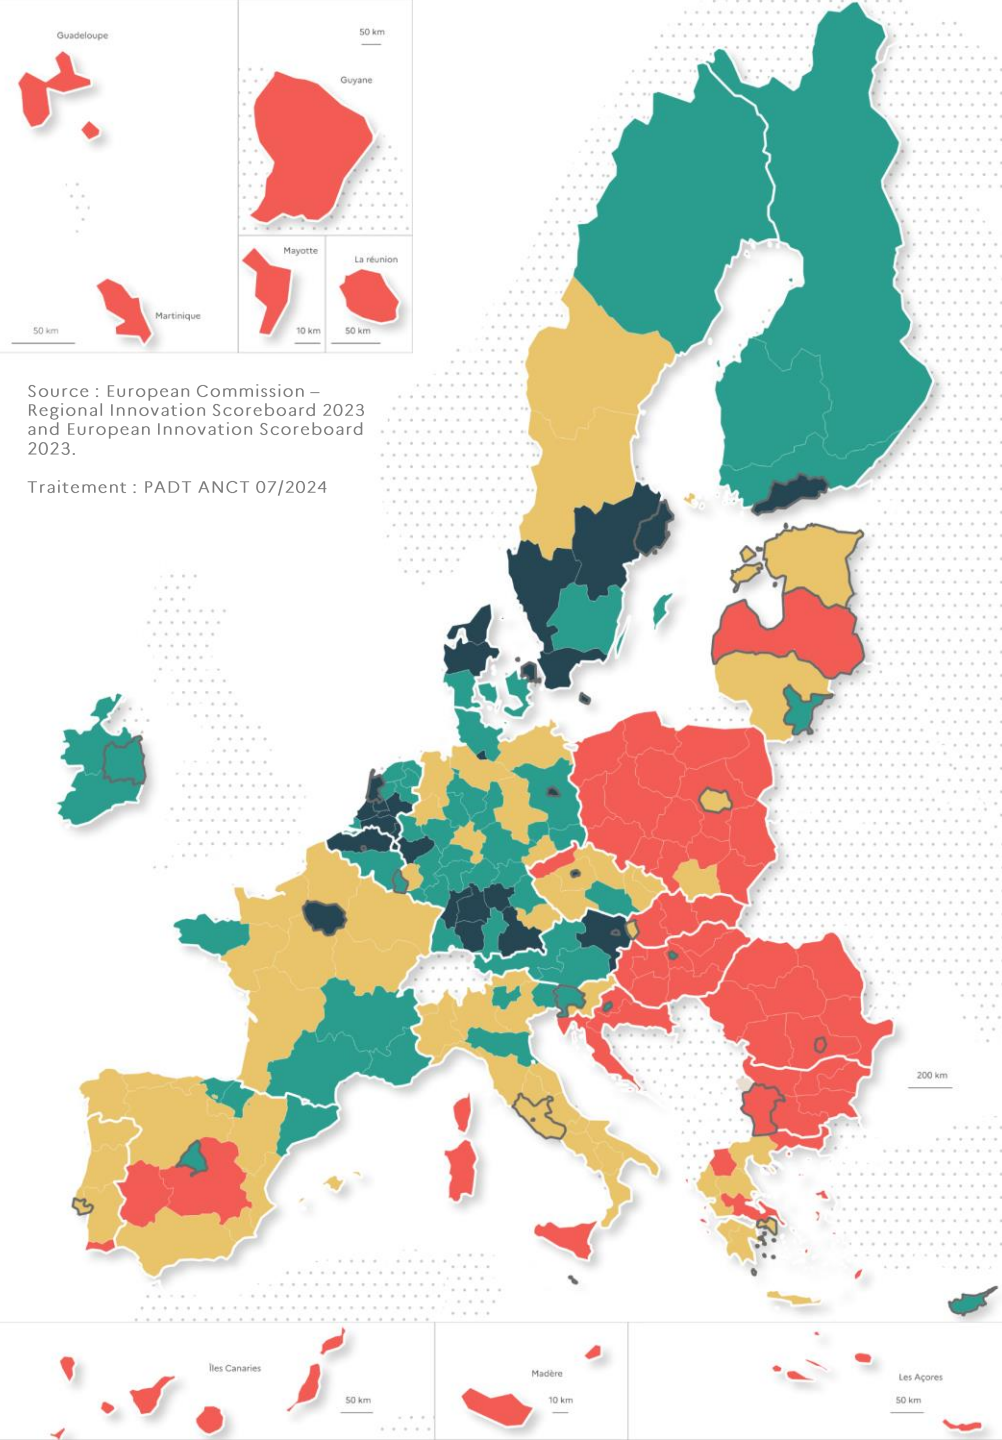 Guadeloupe
50 km
Guyane
Mayotte
La réunion
Martinique
50 km
10 km
50 km
Source : European Commission –
Regional Innovation Scoreboard 2023
and European Innovation Scoreboard
2023.
Traitement : PADT ANCT 07/2024
200 km
Îles Canaries
50 km
Madère
10 km
Les Açores
50 km